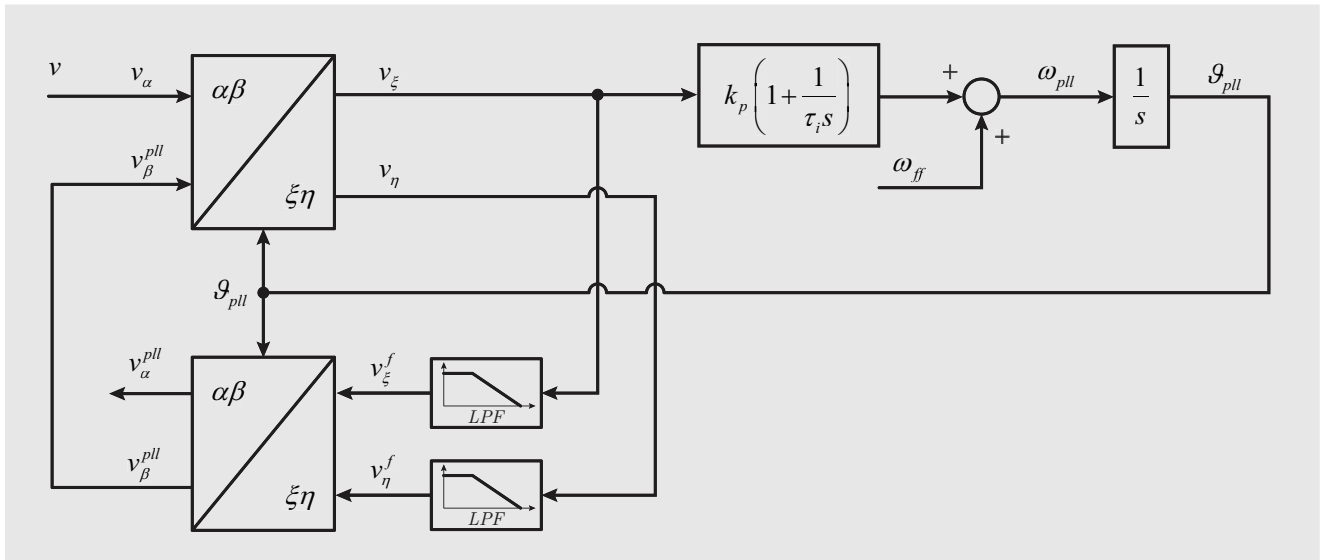 v
v_α
αβ
v_ξ
k_p(1+1/(τ_i s))
+
ω_pll
1/s
ϑ_pll
v_β^pll
ξη
v_η
ω_ff
+
ϑ_pll
v_α^pll
αβ
v_ξ^f
LPF
v_β^pll
ξη
v_η^f
LPF